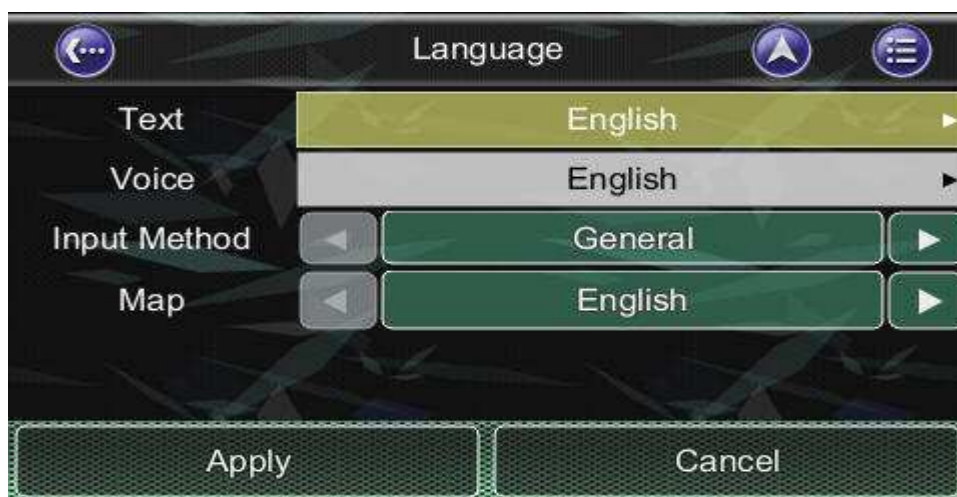 Language
Text English
Voice English
Input Method General
Map English
Apply Cancel